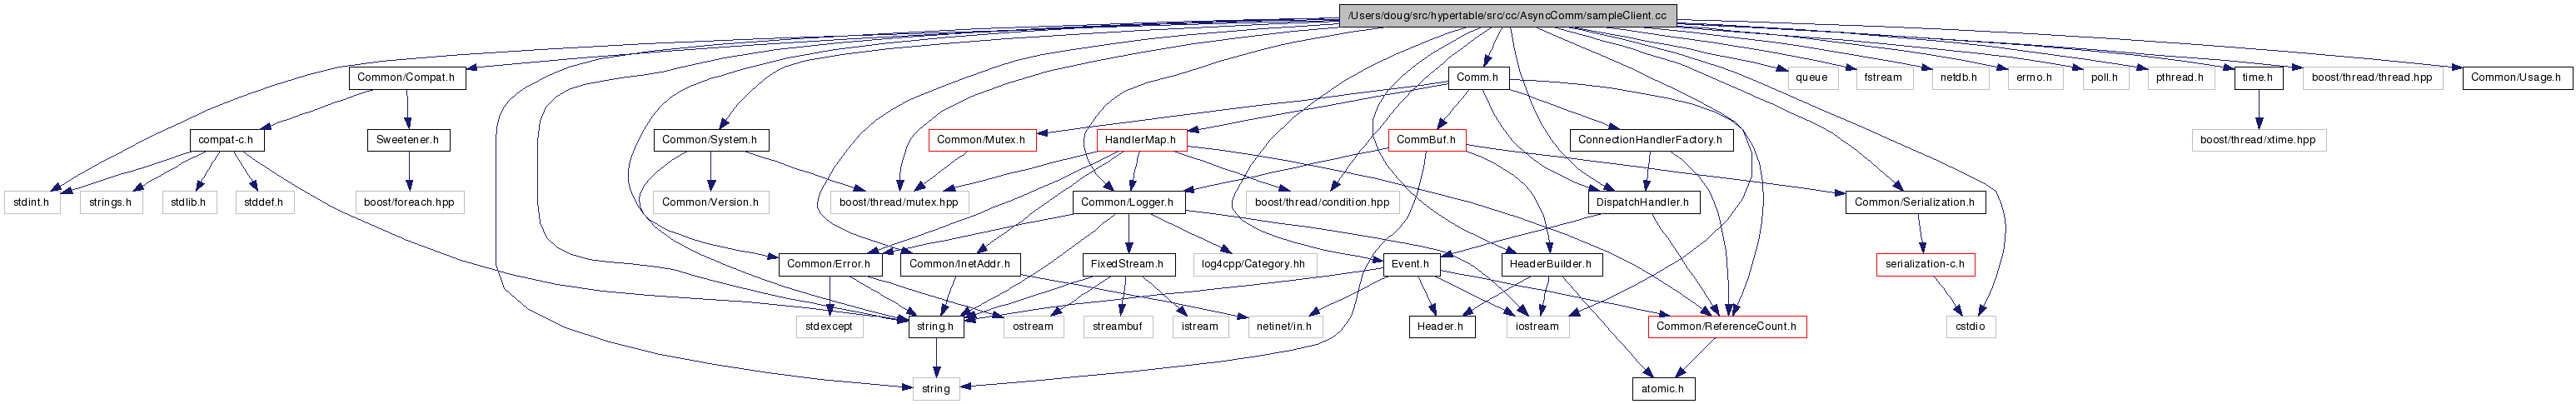 /Users/doug/src/hypertable/src/cc/AsyncComm/sampleClient.cc
Common/Compat.h
Comm.h
queue
fstream
netdb.h
errno.h
poll.h
pthread.h
time.h
boost/thread/thread.hpp
Common/Usage.h
compat-c.h
Sweetener.h
Common/System.h
Common/Mutex.h
HandlerMap.h
CommBuf.h
ConnectionHandlerFactory.h
boost/thread/xtime.hpp
stdint.h
strings.h
stdlib.h
stddef.h
boost/foreach.hpp
Common/Version.h
boost/thread/mutex.hpp
Common/Logger.h
boost/thread/condition.hpp
DispatchHandler.h
Common/Serialization.h
Common/Error.h
Common/InetAddr.h
FixedStream.h
log4cpp/Category.hh
Event.h
HeaderBuilder.h
serialization-c.h
stdexcept
string.h
ostream
streambuf
istream
netinet/in.h
Header.h
iostream
Common/ReferenceCount.h
cstdio
string
atomic.h